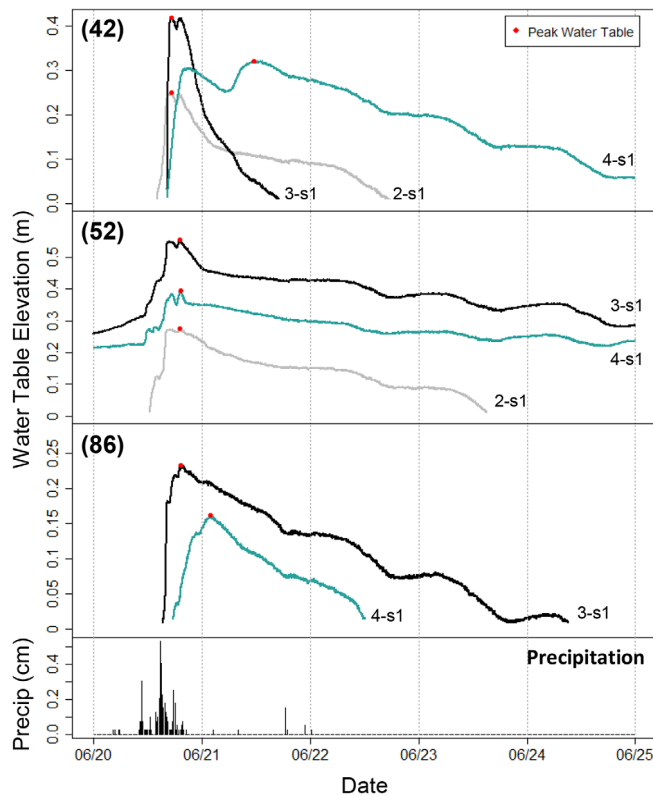 (42)
Peak Water Table
0.4
0.3
0.2
0.1
0.0
4-s1
3-s1
2-s1
(52)
0.5
0.4
0.3
0.2
0.1
0
3-s1
4-s1
2-s1
Water Table Elevation (m)
(86)
0.25
0.20
0.15
0.1
0.05
0
4-s1
3-s1
Precipitation
Precip (cm)
0.4
0.2
0.0
06/20
06/21
06/22
06/23
06/24
06/25
Date